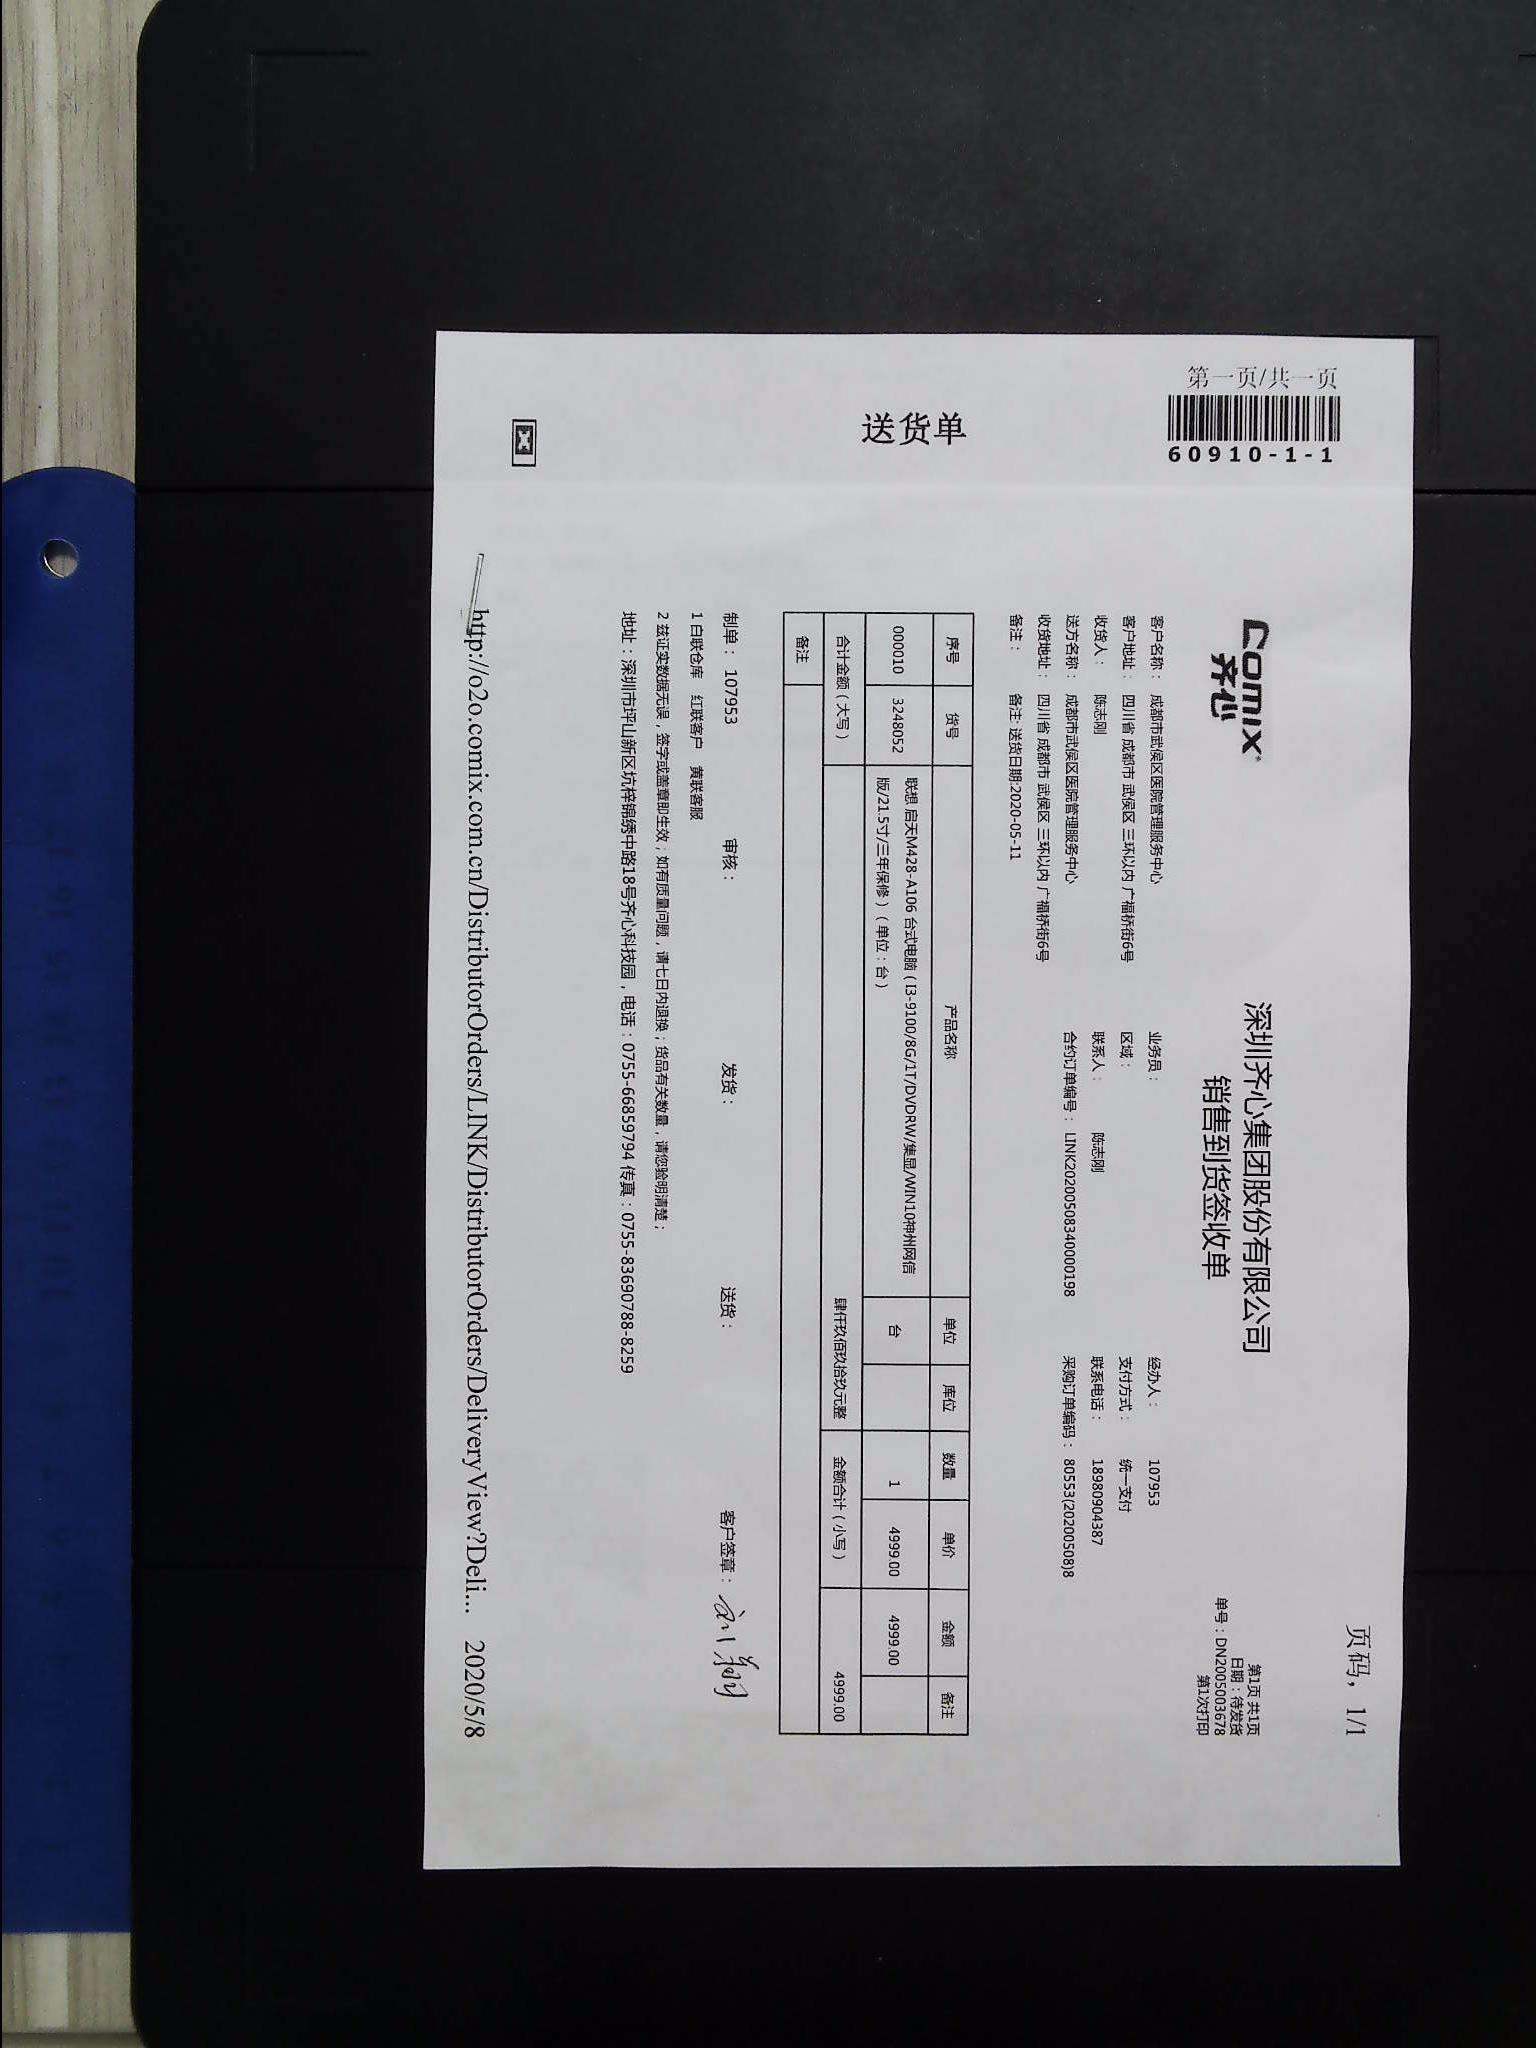 第一页/共一页
60910-1-1
送货单
页码，1/1
COMIX
齐心
深圳齐心集团股份有限公司
销售到货签收单
第1页 共1页
日期：待发货
单号：DN2005003678
第1次打印
客户名称： 成都市武侯区医院管理服务中心 业务员： 经办人： 107953
客户地址： 四川省 成都市 武侯区 三环以内 广福桥街6号 区域： 支付方式： 统一支付
收货人： 陈志刚 联系人： 陈志刚 联系电话： 18980904387
送方名称： 成都市武侯区医院管理服务中心 合约订单编号： LINK20200508340000198 采购订单编码： 80553(20200508)8
收货地址： 四川省 成都市 武侯区 三环以内 广福桥街6号
备注： 备注: 送货日期:2020-05-11
序号 货号 产品名称 单位 库位 数量 单价 金额 备注
000010 3248052 联想 启天M428-A106 台式电脑（I3-9100/8G/1T/DVDRW/集显/WIN10神州网信
版/21.5寸/三年保修）（单位：台） 台 1 4999.00 4999.00
合计金额（大写） 肆仟玖佰玖拾玖元整 金额合计（小写） 4999.00
备注
制单： 107953 审核： 发货： 送货： 客户签章：
1 白联仓库 红联客户 黄联客服
2 兹证实数据无误，签字或盖章即生效；如有质量问题，请七日内退换；货品有关数量，请您验明清楚；
地址：深圳市坪山新区坑梓锦绣中路18号齐心科技园，电话：0755-66859794 传真：0755-83690788-8259
http://o2o.comix.com.cn/DistributorOrders/LINK/DistributorOrders/DeliveryView?Deli... 2020/5/8